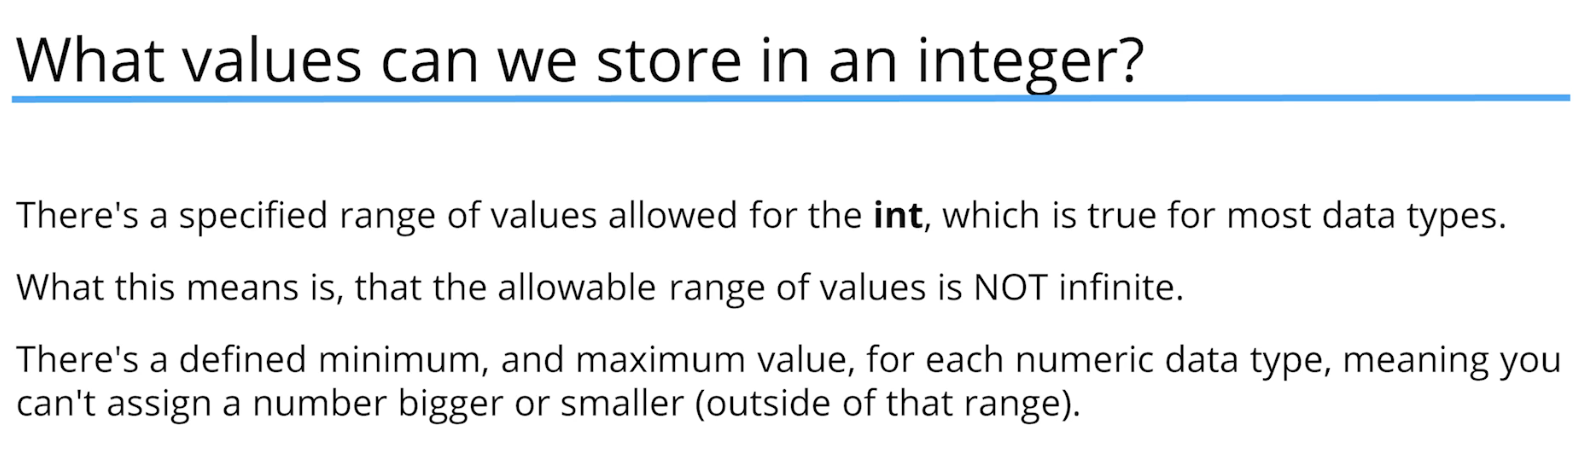 What values can we store in an integer?
There's a specified range of values allowed for the int, which is true for most data types.
What this means is, that the allowable range of values is NOT infinite.
There's a defined minimum, and maximum value, for each numeric data type, meaning you
can't assign a number bigger or smaller (outside of that range).